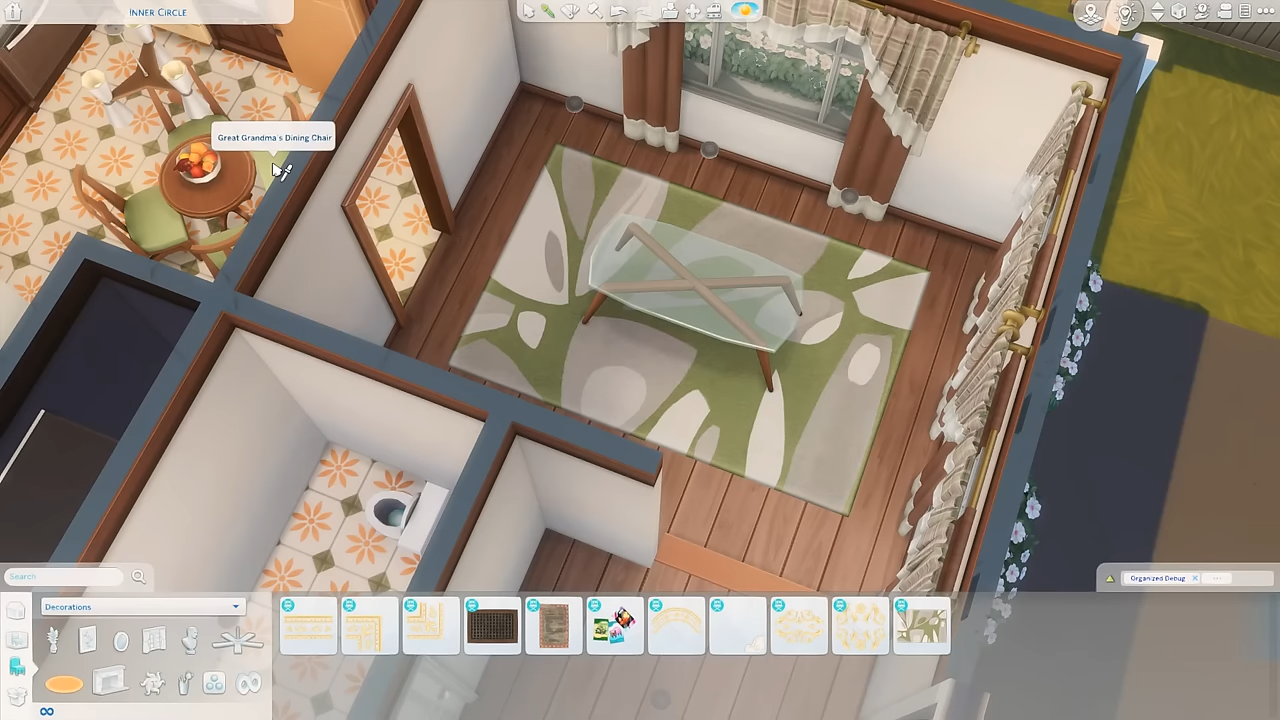 INNER CIRCLE
Great Grandma's Dining Chair
Search
Decorations
Organized Debug